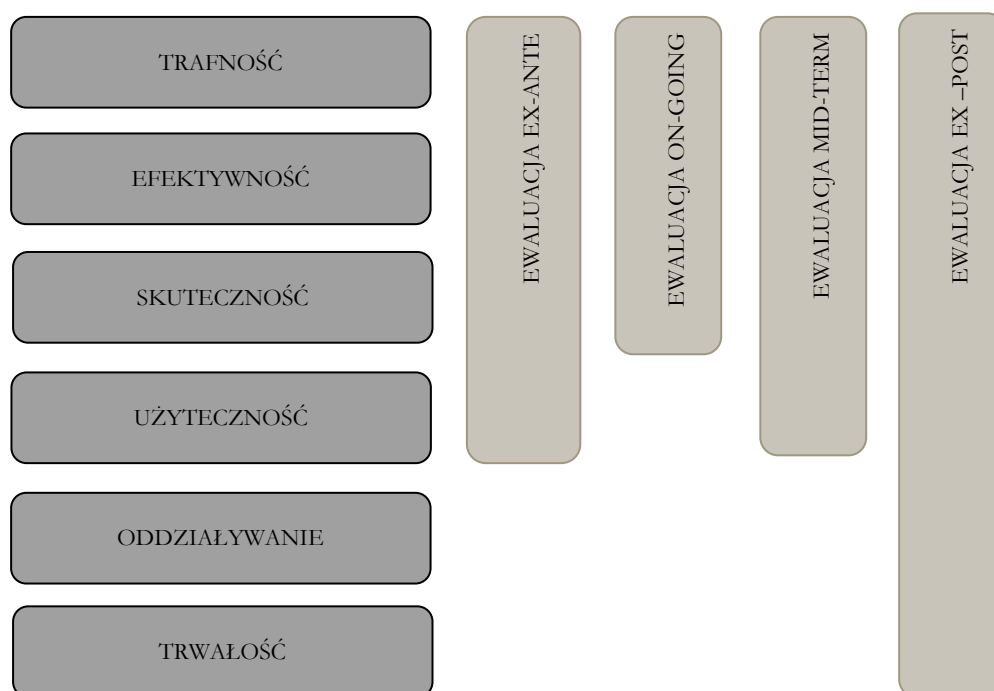 TRAFNOŚĆ
EFEKTYWNOŚĆ
SKUTECZNOŚĆ
UŻYTECZNOŚĆ
ODDZIAŁYWANIE
TRWAŁOŚĆ
EWALUACJA EX-ANTE
EWALUACJA ON-GOING
EWALUACJA MID-TERM
EWALUACJA EX –POST